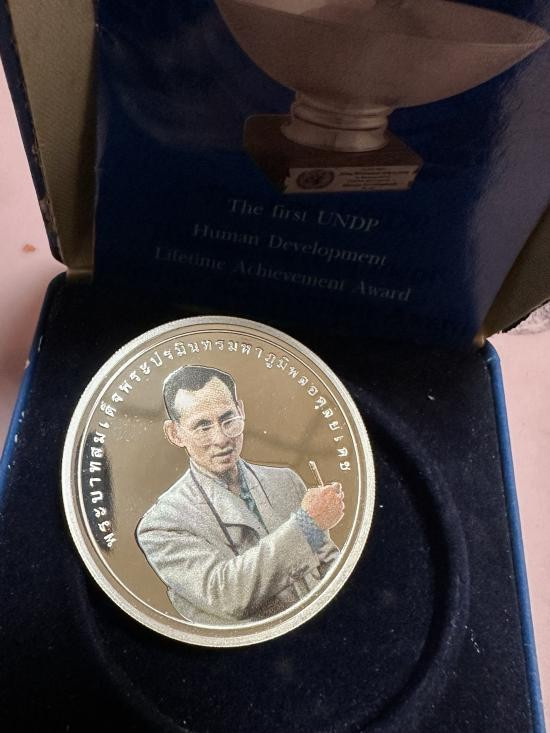 The first UNDP
Human Development
Lifetime Achievement Award
พระบาทสมเด็จพระปรมินทรมหาภูมิพลอดุลยเดช